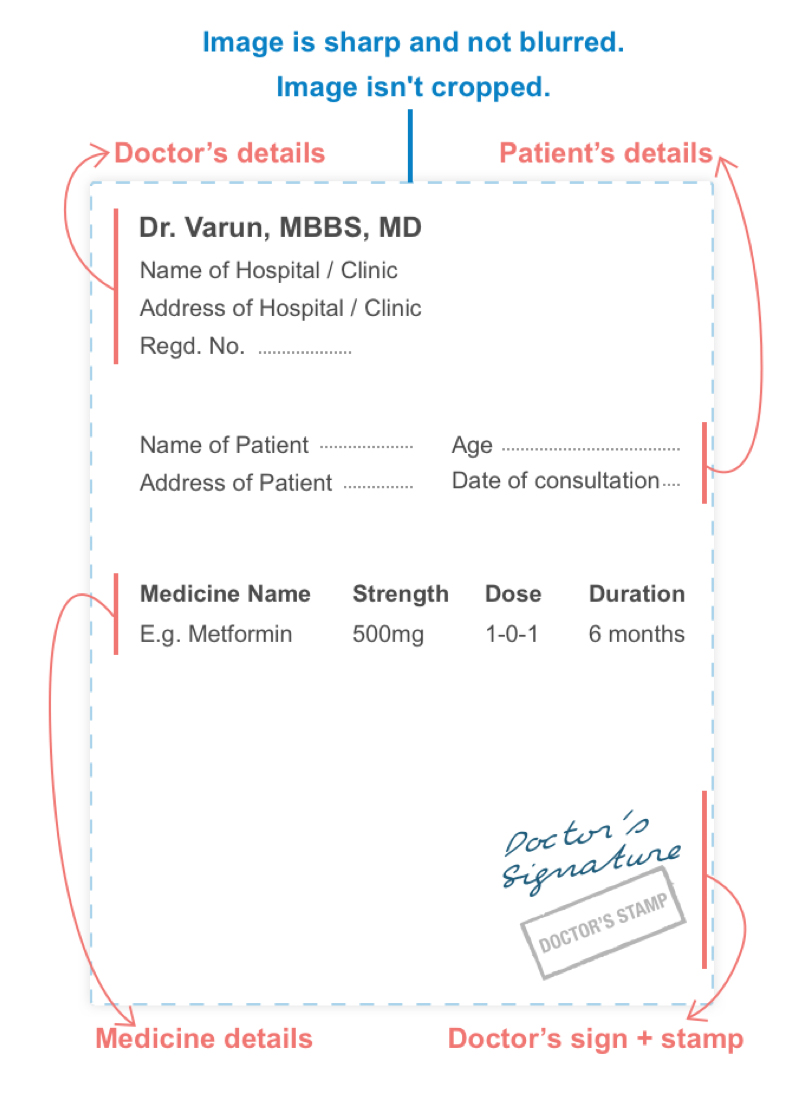 Image is sharp and not blurred.
Image isn't cropped.
Doctor’s details
Patient’s details
Dr. Varun, MBBS, MD
Name of Hospital / Clinic
Address of Hospital / Clinic
Regd. No. ....................
Name of Patient .................... Age ......................................
Address of Patient ............... Date of consultation....
Medicine Name Strength Dose Duration
E.g. Metformin 500mg 1-0-1 6 months
Doctor's
Signature
DOCTOR'S STAMP
Medicine details
Doctor’s sign + stamp